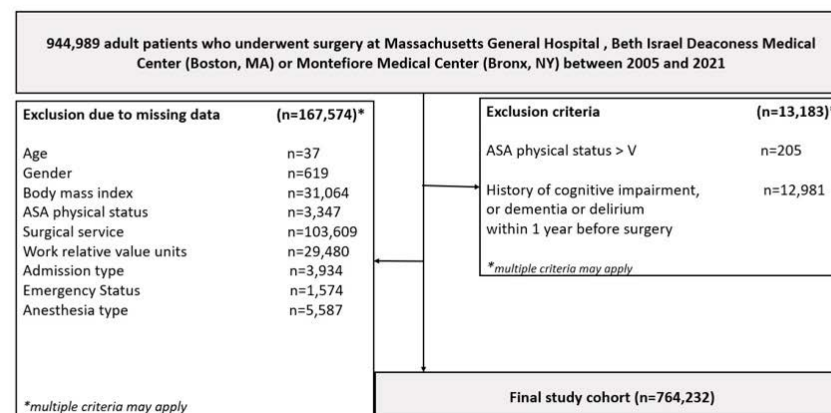 944,989 adult patients who underwent surgery at Massachusetts General Hospital , Beth Israel Deaconess Medical
Center (Boston, MA) or Montefiore Medical Center (Bronx, NY) between 2005 and 2021
Exclusion due to missing data (n=167,574)*
Age n=37
Gender n=619
Body mass index n=31,064
ASA physical status n=3,347
Surgical service n=103,609
Work relative value units n=29,480
Admission type n=3,934
Emergency Status n=1,574
Anesthesia type n=5,587
*multiple criteria may apply
Exclusion criteria (n=13,183)*
ASA physical status > V n=205
History of cognitive impairment, n=12,981
or dementia or delirium
within 1 year before surgery
*multiple criteria may apply
Final study cohort (n=764,232)